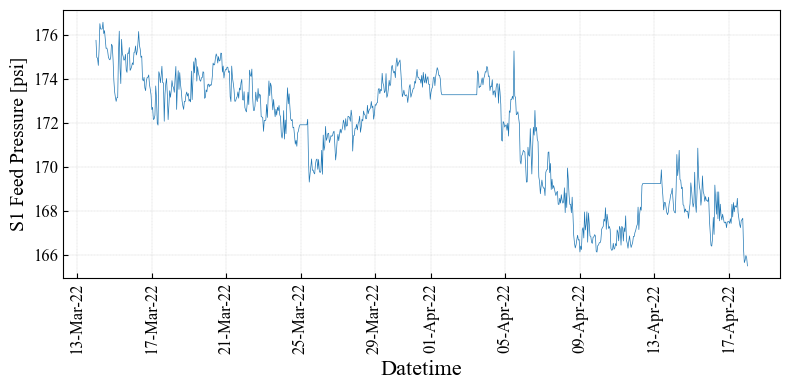 S1 Feed Pressure [psi]
176
174
172
170
168
166
13-Mar-22
17-Mar-22
21-Mar-22
25-Mar-22
29-Mar-22
01-Apr-22
05-Apr-22
09-Apr-22
13-Apr-22
17-Apr-22
Datetime